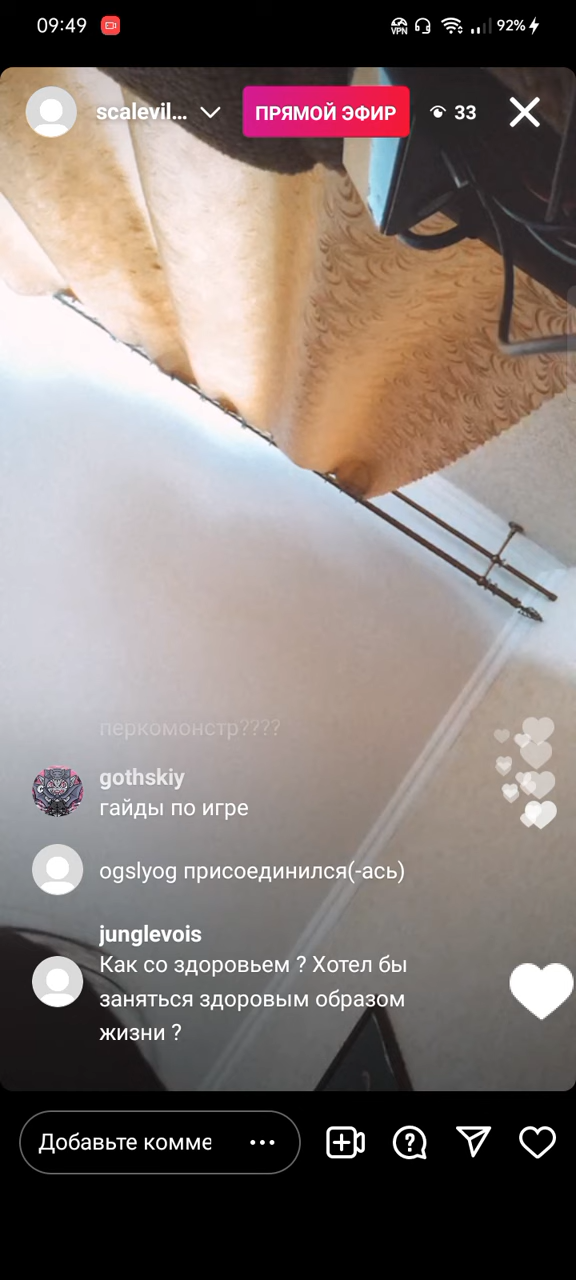 09:49
VPN
92%
scalevil...
ПРЯМОЙ ЭФИР
33
перкомонстр????
gothskiy
гайды по игре
ogslyog присоединился(-ась)
junglevois
Как со здоровьем ? Хотел бы
заняться здоровым образом
жизни ?
Добавьте комме